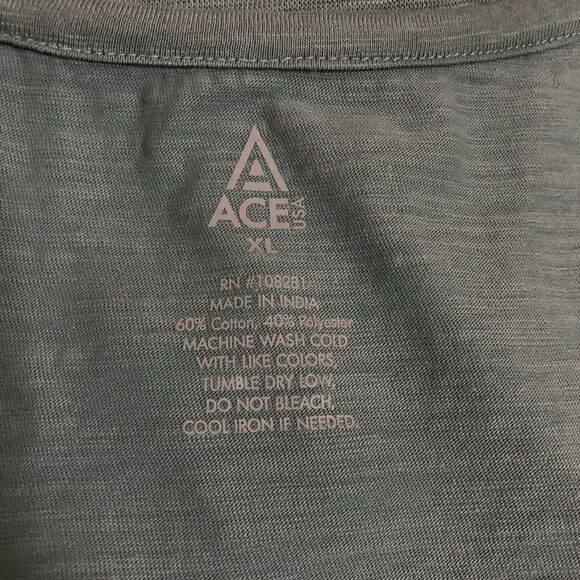 ACE USA
XL
RN #108231
MADE IN INDIA
60% Cotton, 40% Polyester
MACHINE WASH COLD
WITH LIKE COLORS,
TUMBLE DRY LOW,
DO NOT BLEACH,
COOL IRON IF NEEDED.